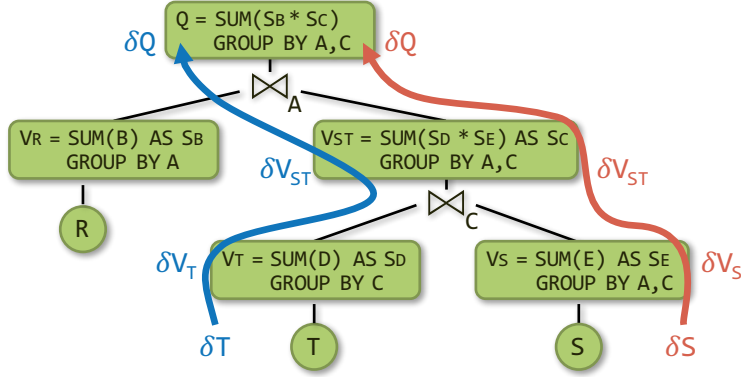 Q = SUM(SB * SC)
GROUP BY A,C
δQ
δQ
⋈A
VR = SUM(B) AS SB
GROUP BY A
VST = SUM(SD * SE) AS SC
GROUP BY A,C
δVST
δVST
R
⋈C
VT = SUM(D) AS SD
GROUP BY C
VS = SUM(E) AS SE
GROUP BY A,C
δVT
δVS
δT
T
S
δS